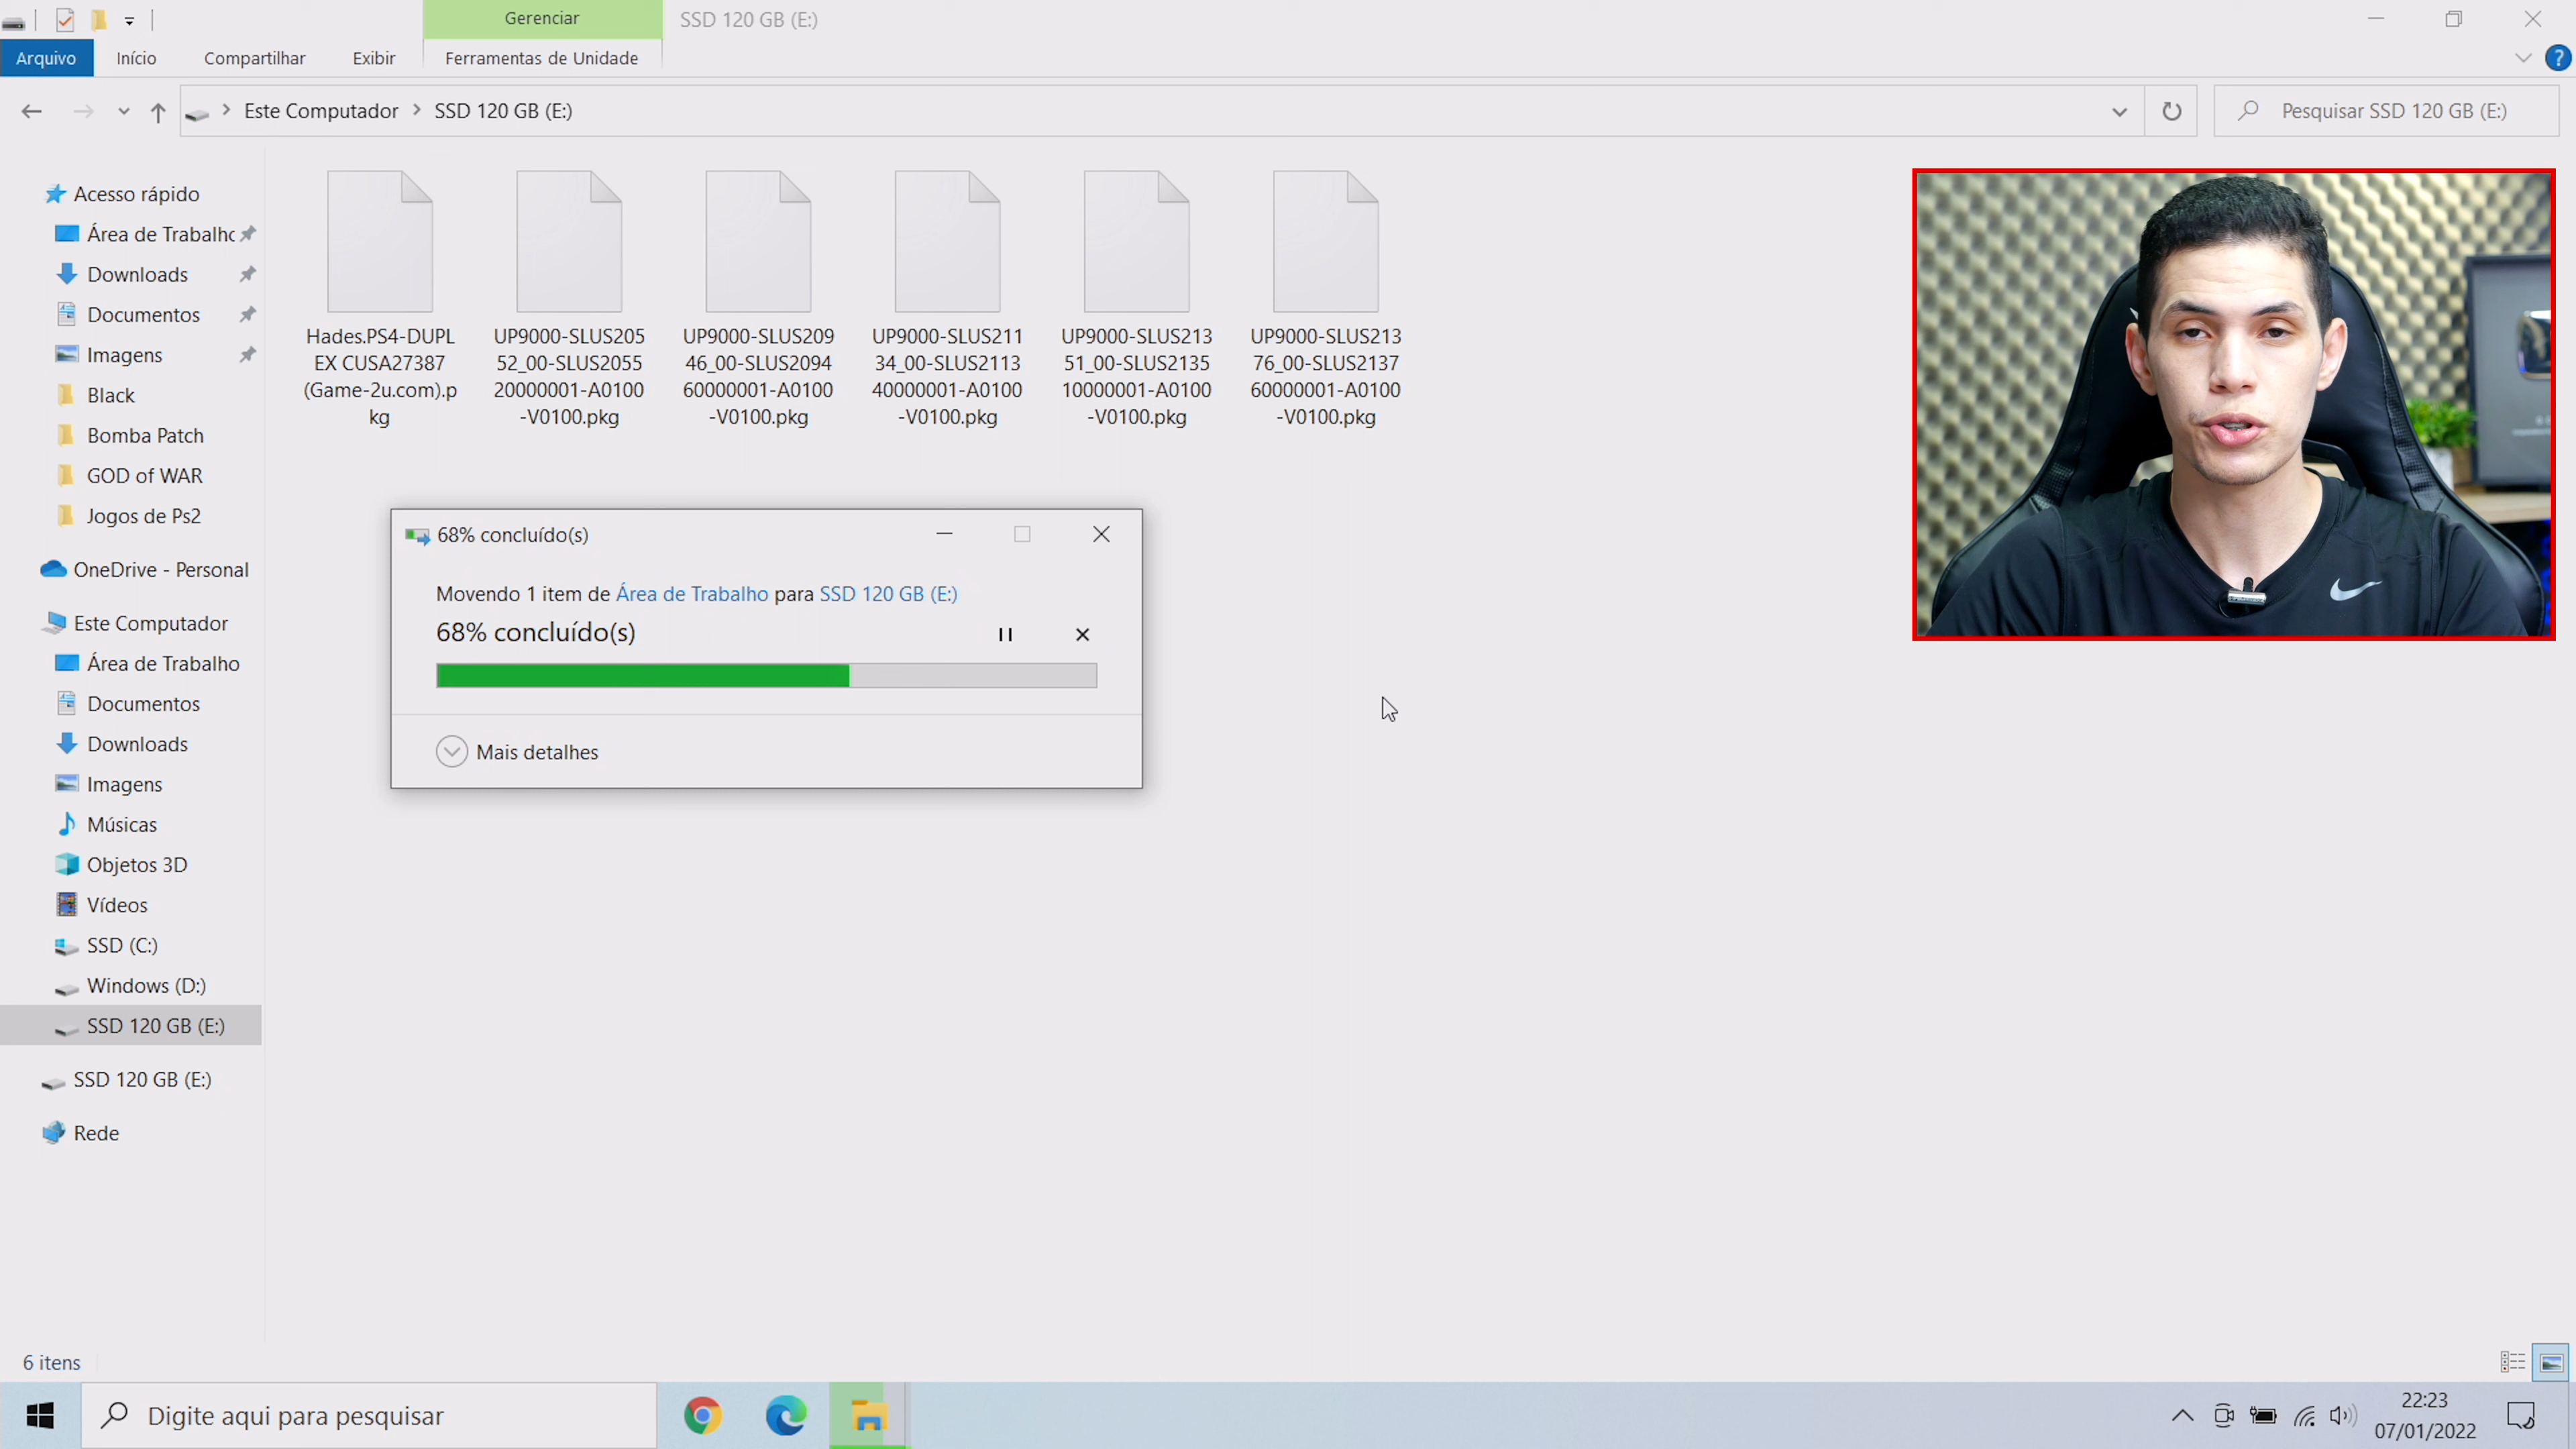 Gerenciar
SSD 120 GB (E:)
Arquivo
Início
Compartilhar
Exibir
Ferramentas de Unidade
?
Este Computador
SSD 120 GB (E:)
Pesquisar SSD 120 GB (E:)
Acesso rápido
Área de Trabalho
Downloads
Documentos
Imagens
Black
Bomba Patch
GOD of WAR
Jogos de Ps2
OneDrive - Personal
Este Computador
Área de Trabalho
Documentos
Downloads
Imagens
Músicas
Objetos 3D
Vídeos
SSD (C:)
Windows (D:)
SSD 120 GB (E:)
SSD 120 GB (E:)
Rede
Hades.PS4-DUPL
EX CUSA27387
(Game-2u.com).p
kg
UP9000-SLUS205
52_00-SLUS2055
20000001-A0100
-V0100.pkg
UP9000-SLUS209
46_00-SLUS2094
60000001-A0100
-V0100.pkg
UP9000-SLUS211
34_00-SLUS2113
40000001-A0100
-V0100.pkg
UP9000-SLUS213
51_00-SLUS2135
10000001-A0100
-V0100.pkg
UP9000-SLUS213
76_00-SLUS2137
60000001-A0100
-V0100.pkg
68% concluído(s)
Movendo 1 item de Área de Trabalho para SSD 120 GB (E:)
68% concluído(s)
Mais detalhes
6 itens
Digite aqui para pesquisar
22:23
07/01/2022